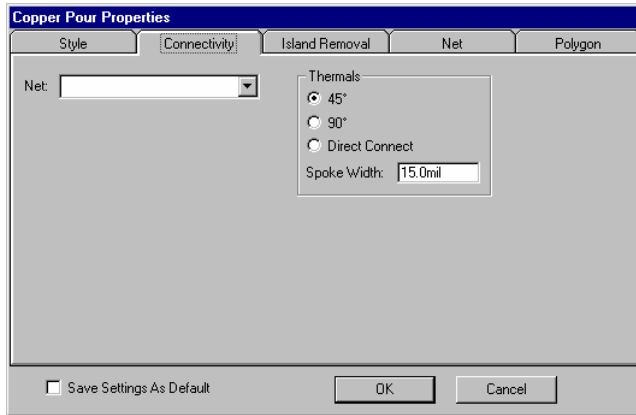 Copper Pour Properties
Style Connectivity Island Removal Net Polygon
Net:
Thermals
45°
90°
Direct Connect
Spoke Width: 15.0mil
Save Settings As Default OK Cancel